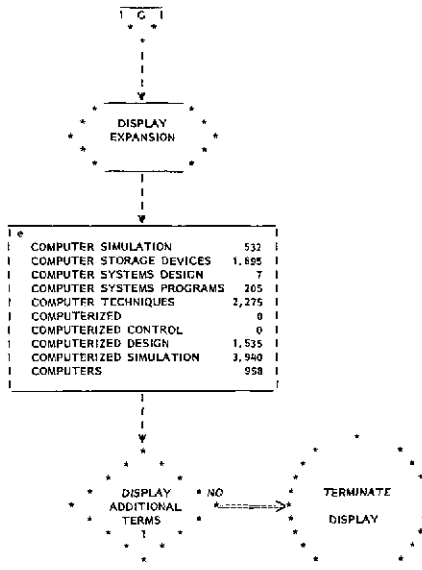 G
DISPLAY
EXPANSION
e
COMPUTER SIMULATION 532
COMPUTER STORAGE DEVICES 1,695
COMPUTER SYSTEMS DESIGN 7
COMPUTER SYSTEMS PROGRAMS 205
COMPUTER TECHNIQUES 2,275
COMPUTERIZED 0
COMPUTERIZED CONTROL 0
COMPUTERIZED DESIGN 1,535
COMPUTERIZED SIMULATION 3,940
COMPUTERS 958
DISPLAY
ADDITIONAL
TERMS
?
NO
TERMINATE
DISPLAY